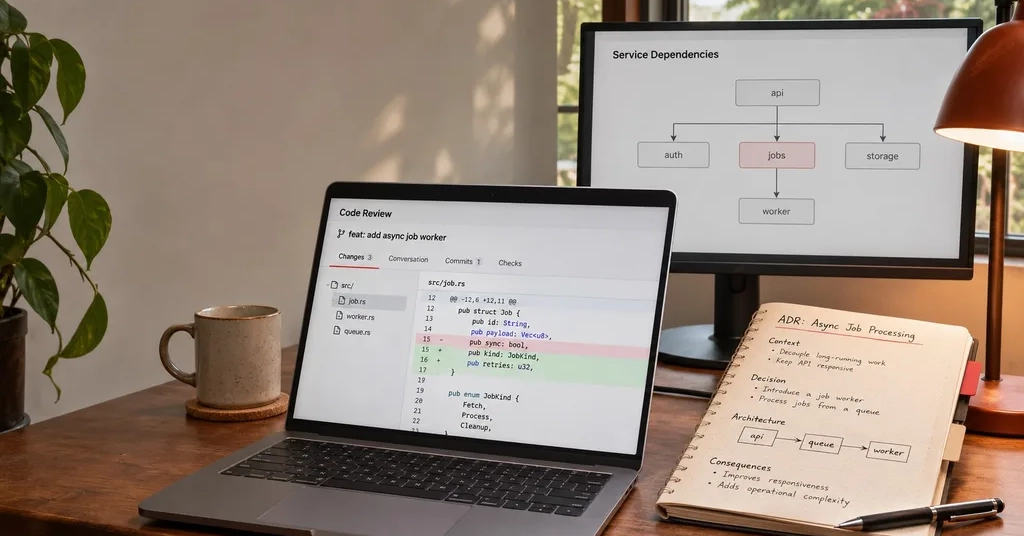 Code Review
feat: add async job worker
Changes 3 Conversation Commits 1 Checks
src/
job.rs
worker.rs
queue.rs
src/job.rs
12 @@ -12,6 +12,11 @@
12 pub struct Job {
13 pub id: String,
14 pub payload: Vec<u8>,
15 - pub sync: bool,
15 + pub kind: JobKind,
16 + pub retries: u32,
17 }
19
19 pub enum JobKind {
20 Fetch,
21 Process,
22 Cleanup,
Service Dependencies
api
auth jobs storage
worker
ADR: Async Job Processing
Context
• Decouple long-running work
• Keep API responsive
Decision
• Introduce a job worker
• Process jobs from a queue
Architecture
api queue worker
Consequences
• Improves responsiveness
• Adds operational complexity